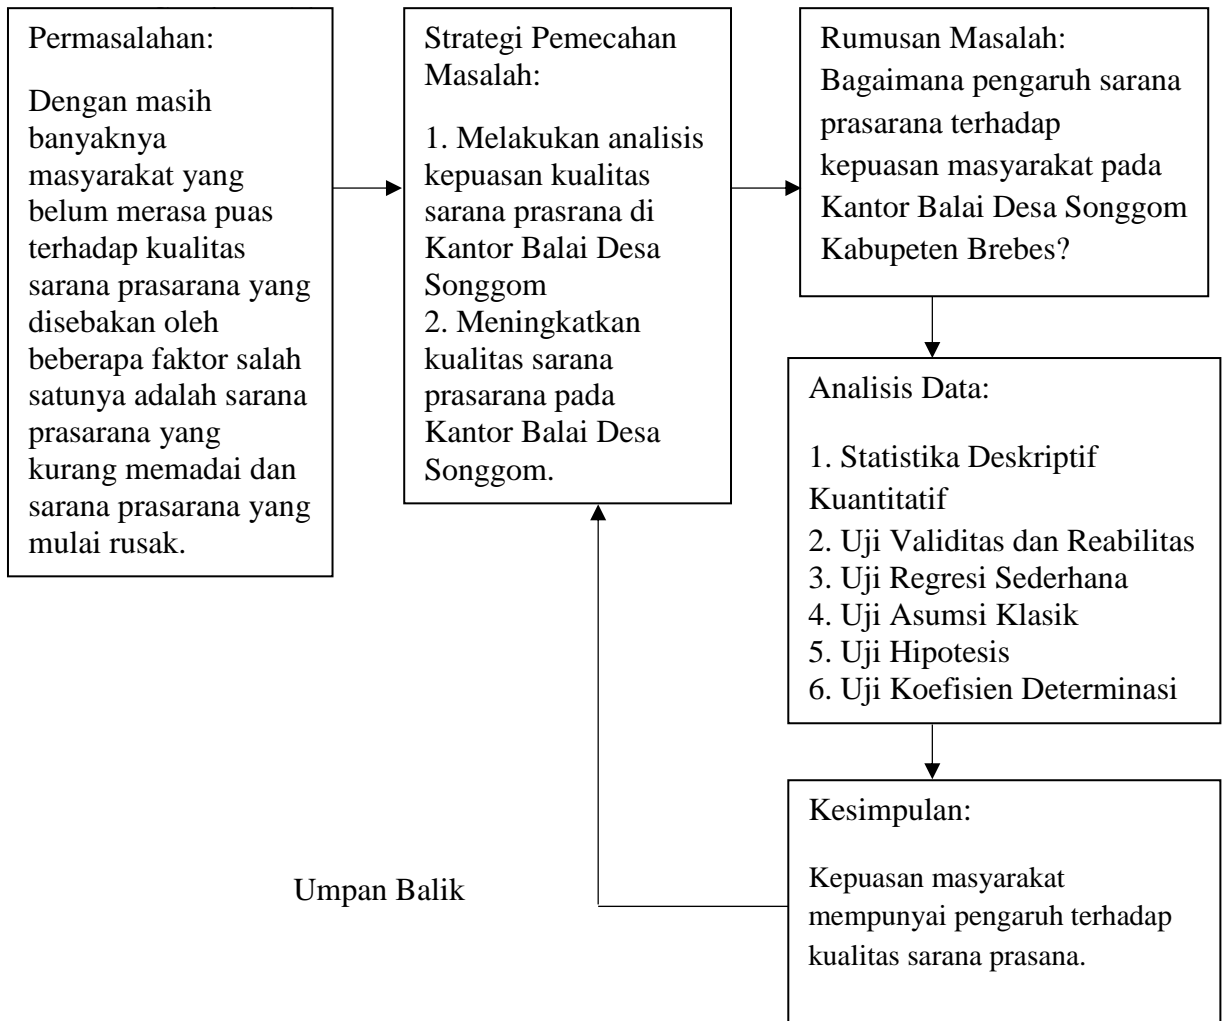 Permasalahan:
Dengan masih
banyaknya
masyarakat yang
belum merasa puas
terhadap kualitas
sarana prasarana yang
disebakan oleh
beberapa faktor salah
satunya adalah sarana
prasarana yang
kurang memadai dan
sarana prasarana yang
mulai rusak.
Strategi Pemecahan
Masalah:
1. Melakukan analisis
kepuasan kualitas
sarana prasrana di
Kantor Balai Desa
Songgom
2. Meningkatkan
kualitas sarana
prasarana pada
Kantor Balai Desa
Songgom.
Rumusan Masalah:
Bagaimana pengaruh sarana
prasarana terhadap
kepuasan masyarakat pada
Kantor Balai Desa Songgom
Kabupeten Brebes?
Analisis Data:
1. Statistika Deskriptif
Kuantitatif
2. Uji Validitas dan Reabilitas
3. Uji Regresi Sederhana
4. Uji Asumsi Klasik
5. Uji Hipotesis
6. Uji Koefisien Determinasi
Kesimpulan:
Kepuasan masyarakat
mempunyai pengaruh terhadap
kualitas sarana prasana.
Umpan Balik